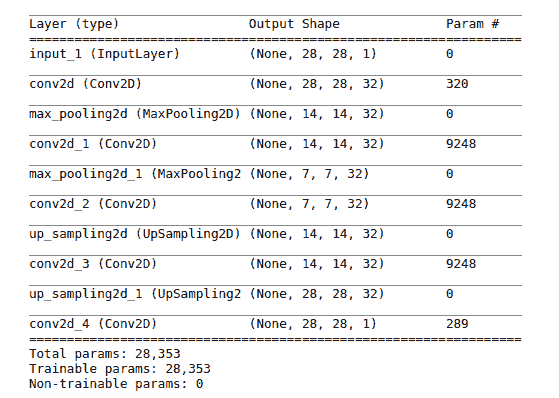 Layer (type) Output Shape Param #
=================================================================
input_1 (InputLayer) (None, 28, 28, 1) 0
conv2d (Conv2D) (None, 28, 28, 32) 320
max_pooling2d (MaxPooling2D) (None, 14, 14, 32) 0
conv2d_1 (Conv2D) (None, 14, 14, 32) 9248
max_pooling2d_1 (MaxPooling2 (None, 7, 7, 32) 0
conv2d_2 (Conv2D) (None, 7, 7, 32) 9248
up_sampling2d (UpSampling2D) (None, 14, 14, 32) 0
conv2d_3 (Conv2D) (None, 14, 14, 32) 9248
up_sampling2d_1 (UpSampling2 (None, 28, 28, 32) 0
conv2d_4 (Conv2D) (None, 28, 28, 1) 289
=================================================================
Total params: 28,353
Trainable params: 28,353
Non-trainable params: 0